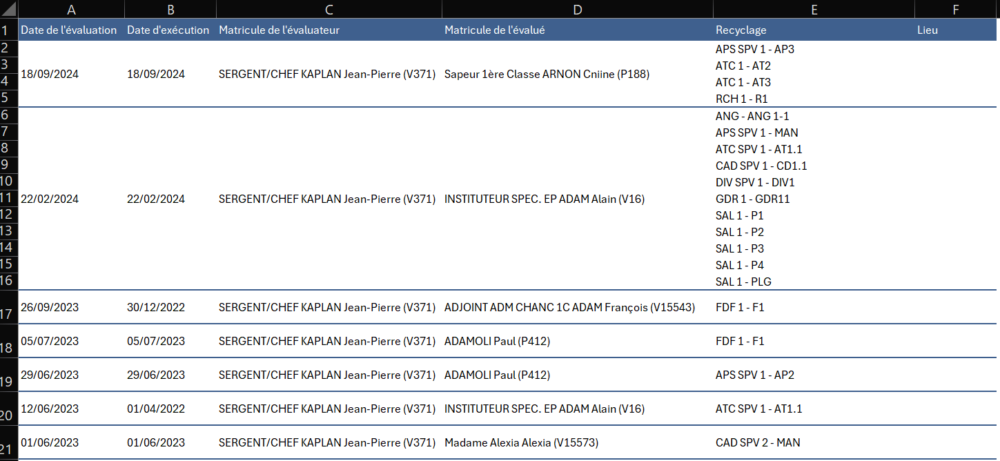 A B C D E F
1 Date de l'évaluation Date d'exécution Matricule de l'évaluateur Matricule de l'évalué Recyclage Lieu
2 APS SPV 1 - AP3
3 ATC 1 - AT2
18/09/2024 18/09/2024 SERGENT/CHEF KAPLAN Jean-Pierre (V371) Sapeur 1ère Classe ARNON Cniine (P188)
4 ATC 1 - AT3
5 RCH 1 - R1
6 ANG - ANG 1-1
7 APS SPV 1 - MAN
8 ATC SPV 1 - AT1.1
9 CAD SPV 1 - CD1.1
10 DIV SPV 1 - DIV1
11 22/02/2024 22/02/2024 SERGENT/CHEF KAPLAN Jean-Pierre (V371) INSTITUTEUR SPEC. EP ADAM Alain (V16) GDR 1 - GDR11
12 SAL 1 - P1
13 SAL 1 - P2
14 SAL 1 - P3
15 SAL 1 - P4
16 SAL 1 - PLG
17 26/09/2023 30/12/2022 SERGENT/CHEF KAPLAN Jean-Pierre (V371) ADJOINT ADM CHANC 1C ADAM François (V15543) FDF 1 - F1
18 05/07/2023 05/07/2023 SERGENT/CHEF KAPLAN Jean-Pierre (V371) ADAMOLI Paul (P412) FDF 1 - F1
19 29/06/2023 29/06/2023 SERGENT/CHEF KAPLAN Jean-Pierre (V371) ADAMOLI Paul (P412) APS SPV 1 - AP2
20 12/06/2023 01/04/2022 SERGENT/CHEF KAPLAN Jean-Pierre (V371) INSTITUTEUR SPEC. EP ADAM Alain (V16) ATC SPV 1 - AT1.1
21 01/06/2023 01/06/2023 SERGENT/CHEF KAPLAN Jean-Pierre (V371) Madame Alexia Alexia (V15573) CAD SPV 2 - MAN